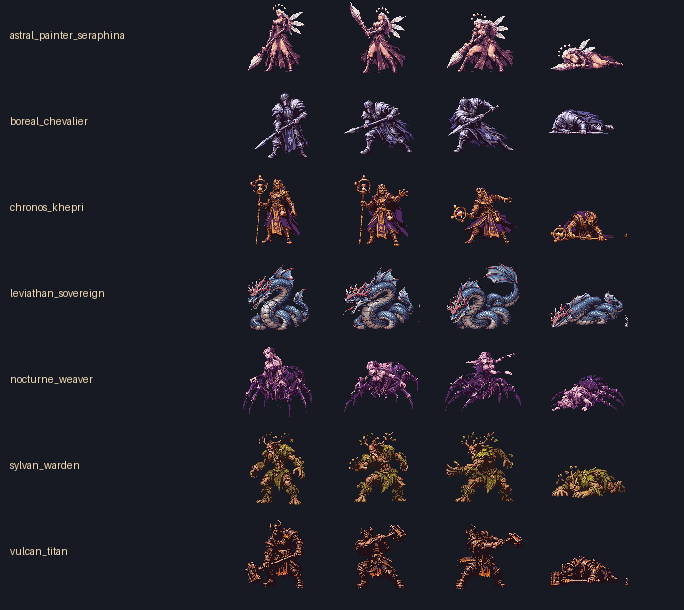 astral_painter_seraphina
boreal_chevalier
chronos_khepri
leviathan_sovereign
nocturne_weaver
sylvan_warden
vulcan_titan